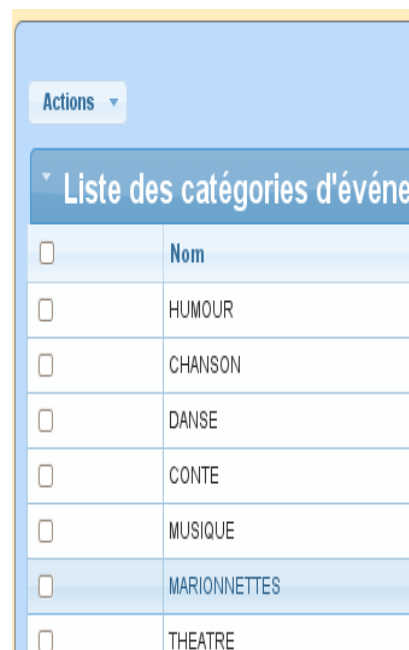 Actions
Liste des catégories d'événe
Nom
HUMOUR
CHANSON
DANSE
CONTE
MUSIQUE
MARIONNETTES
THEATRE